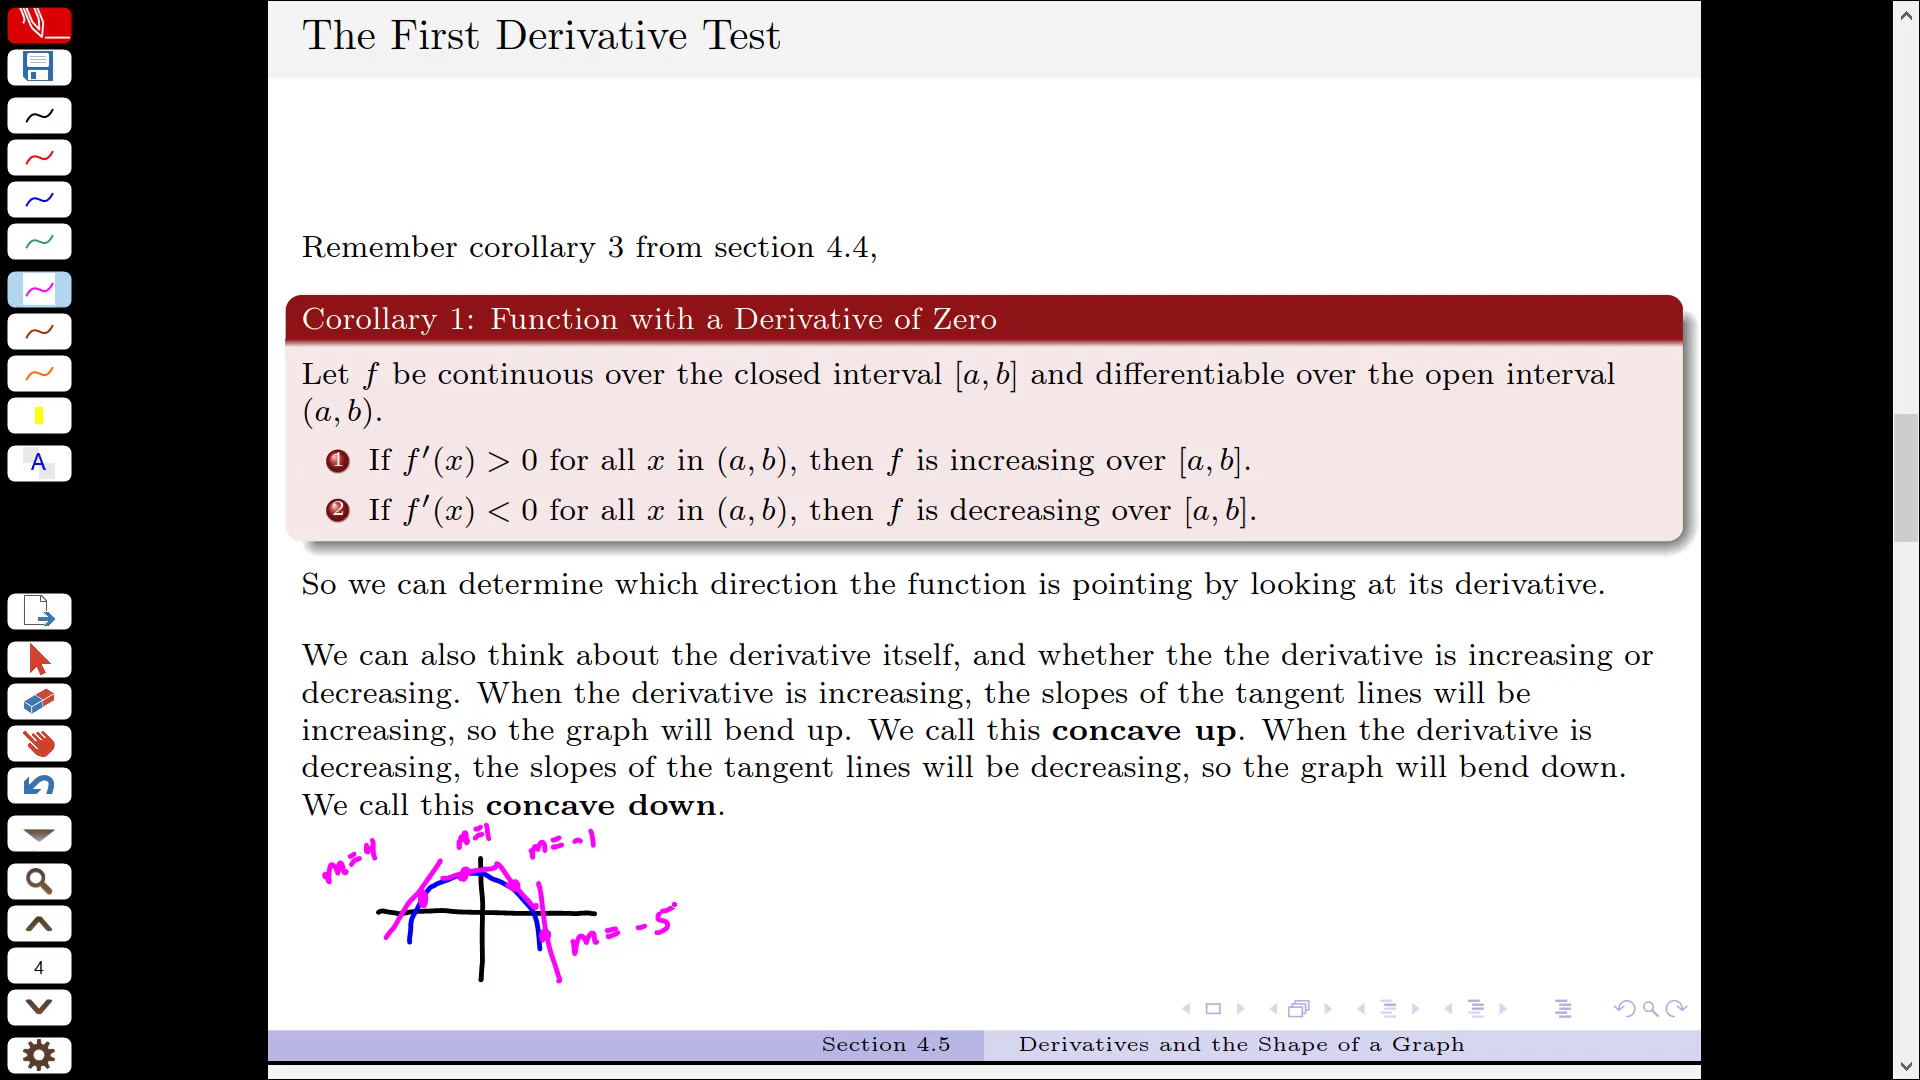 The First Derivative Test
Remember corollary 3 from section 4.4,
Corollary 1: Function with a Derivative of Zero
Let f be continuous over the closed interval [a, b] and differentiable over the open interval
(a, b).
1 If f′(x) > 0 for all x in (a, b), then f is increasing over [a, b].
2 If f′(x) < 0 for all x in (a, b), then f is decreasing over [a, b].
So we can determine which direction the function is pointing by looking at its derivative.
We can also think about the derivative itself, and whether the the derivative is increasing or
decreasing. When the derivative is increasing, the slopes of the tangent lines will be
increasing, so the graph will bend up. We call this concave up. When the derivative is
decreasing, the slopes of the tangent lines will be decreasing, so the graph will bend down.
We call this concave down.
m=4
m=1
m=-1
m=-5
A
4
Section 4.5
Derivatives and the Shape of a Graph